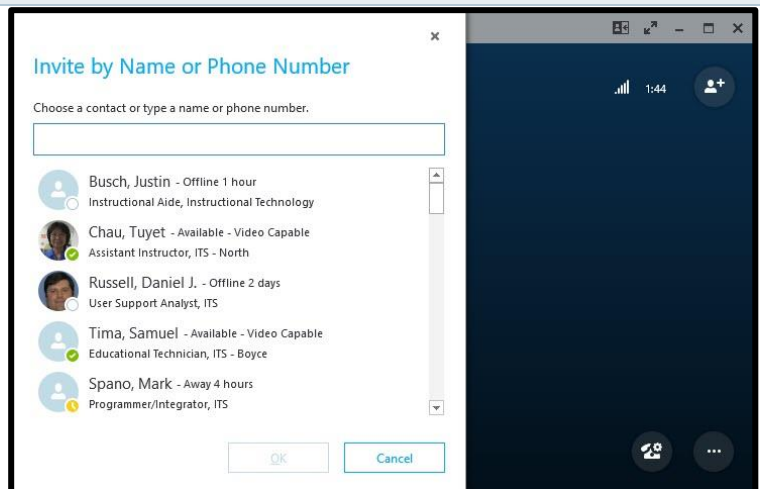 Invite by Name or Phone Number
1:44
Choose a contact or type a name or phone number.
Busch, Justin - Offline 1 hour
Instructional Aide, Instructional Technology
Chau, Tuyet - Available - Video Capable
Assistant Instructor, ITS - North
Russell, Daniel J. - Offline 2 days
User Support Analyst, ITS
Tima, Samuel - Available - Video Capable
Educational Technician, ITS - Boyce
Spano, Mark - Away 4 hours
Programmer/Integrator, ITS
OK
Cancel